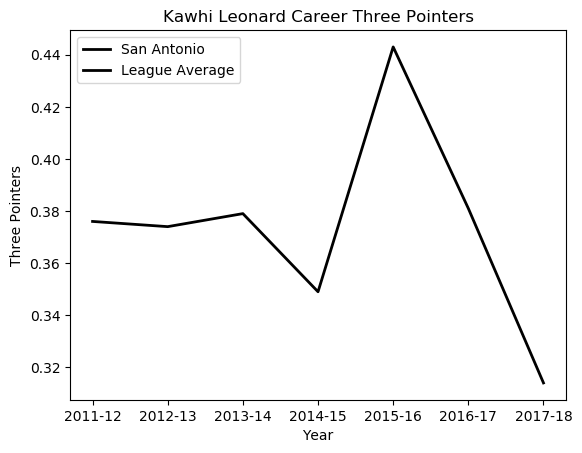 Kawhi Leonard Career Three Pointers
San Antonio
League Average
Three Pointers
0.44
0.42
0.40
0.38
0.36
0.34
0.32
2011-12 2012-13 2013-14 2014-15 2015-16 2016-17 2017-18
Year